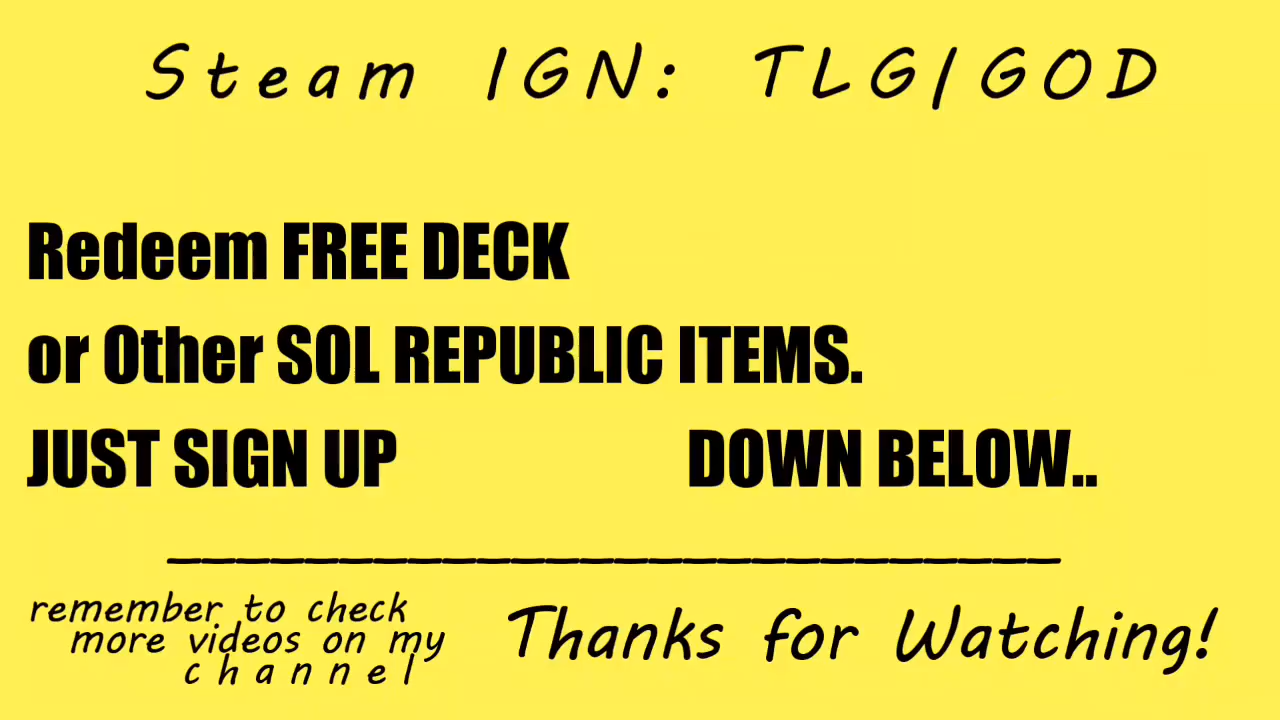 Steam IGN: TLG/GOD
Redeem FREE DECK
or Other SOL REPUBLIC ITEMS.
JUST SIGN UP DOWN BELOW..
__________________________
remember to check
more videos on my
channel
Thanks for Watching!